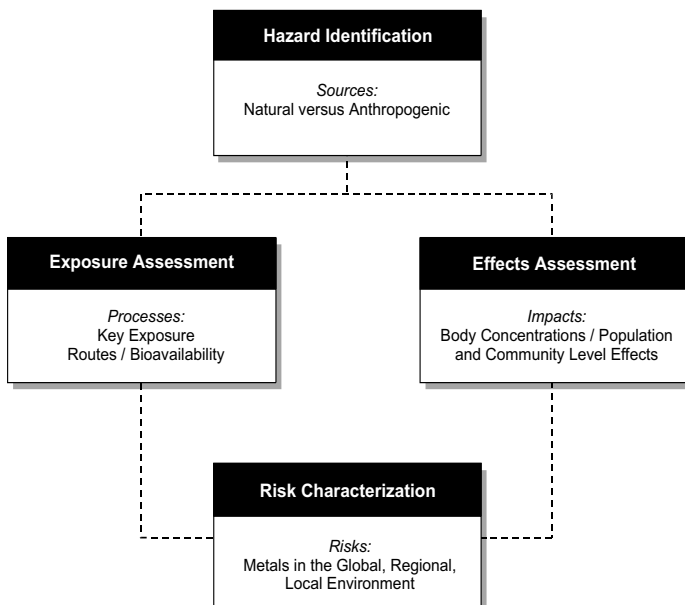 Hazard Identification
Sources:
Natural versus Anthropogenic
Exposure Assessment
Processes:
Key Exposure
Routes / Bioavailability
Effects Assessment
Impacts:
Body Concentrations / Population
and Community Level Effects
Risk Characterization
Risks:
Metals in the Global, Regional,
Local Environment